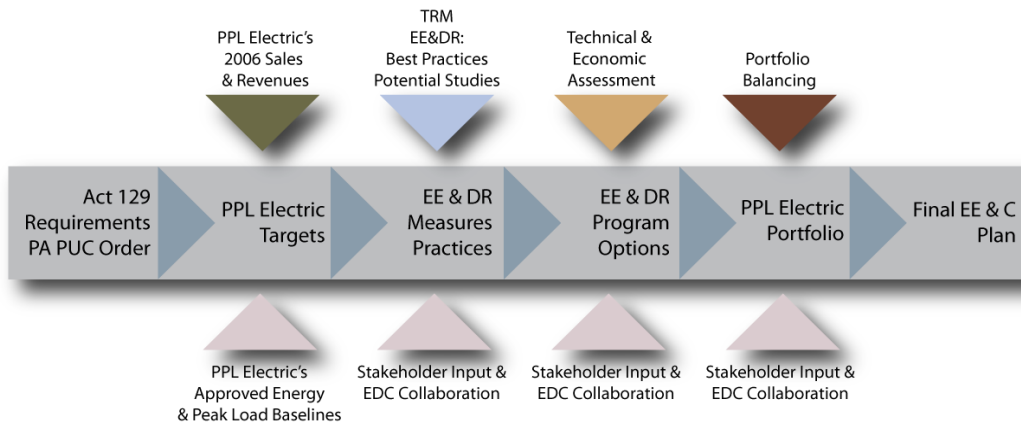 PPL Electric's
2006 Sales
& Revenues
TRM
EE&DR:
Best Practices
Potential Studies
Technical &
Economic
Assessment
Portfolio
Balancing
Act 129
Requirements
PA PUC Order
PPL Electric
Targets
EE & DR
Measures
Practices
EE & DR
Program
Options
PPL Electric
Portfolio
Final EE & C
Plan
PPL Electric's
Approved Energy
& Peak Load Baselines
Stakeholder Input &
EDC Collaboration
Stakeholder Input &
EDC Collaboration
Stakeholder Input &
EDC Collaboration